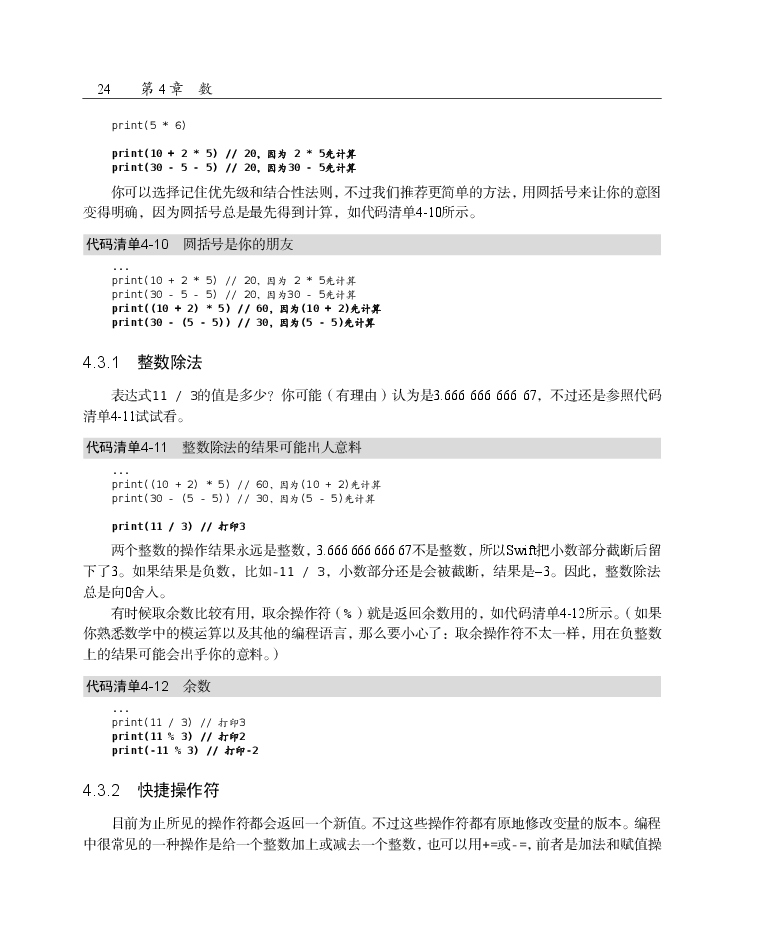 24 第 4 章 数
print(5 * 6)
print(10 + 2 * 5) // 20，因为 2 * 5先计算
print(30 - 5 - 5) // 20，因为30 - 5先计算
你可以选择记住优先级和结合性法则，不过我们推荐更简单的方法，用圆括号来让你的意图
变得明确，因为圆括号总是最先得到计算，如代码清单4-10所示。
代码清单4-10 圆括号是你的朋友
...
print(10 + 2 * 5) // 20，因为 2 * 5先计算
print(30 - 5 - 5) // 20，因为30 - 5先计算
print((10 + 2) * 5) // 60，因为(10 + 2)先计算
print(30 - (5 - 5)) // 30，因为(5 - 5)先计算
4.3.1 整数除法
表达式11 / 3的值是多少？你可能（有理由）认为是3.666 666 666 67，不过还是参照代码
清单4-11试试看。
代码清单4-11 整数除法的结果可能出人意料
...
print((10 + 2) * 5) // 60，因为(10 + 2)先计算
print(30 - (5 - 5)) // 30，因为(5 - 5)先计算
print(11 / 3) // 打印3
两个整数的操作结果永远是整数，3.666 666 666 67不是整数，所以Swift把小数部分截断后留
下了3。如果结果是负数，比如-11 / 3，小数部分还是会被截断，结果是–3。因此，整数除法
总是向0舍入。
有时候取余数比较有用，取余操作符（%）就是返回余数用的，如代码清单4-12所示。（如果
你熟悉数学中的模运算以及其他的编程语言，那么要小心了：取余操作符不太一样，用在负整数
上的结果可能会出乎你的意料。）
代码清单4-12 余数
...
print(11 / 3) // 打印3
print(11 % 3) // 打印2
print(-11 % 3) // 打印-2
4.3.2 快捷操作符
目前为止所见的操作符都会返回一个新值。不过这些操作符都有原地修改变量的版本。编程
中很常见的一种操作是给一个整数加上或减去一个整数，也可以用+=或-=，前者是加法和赋值操